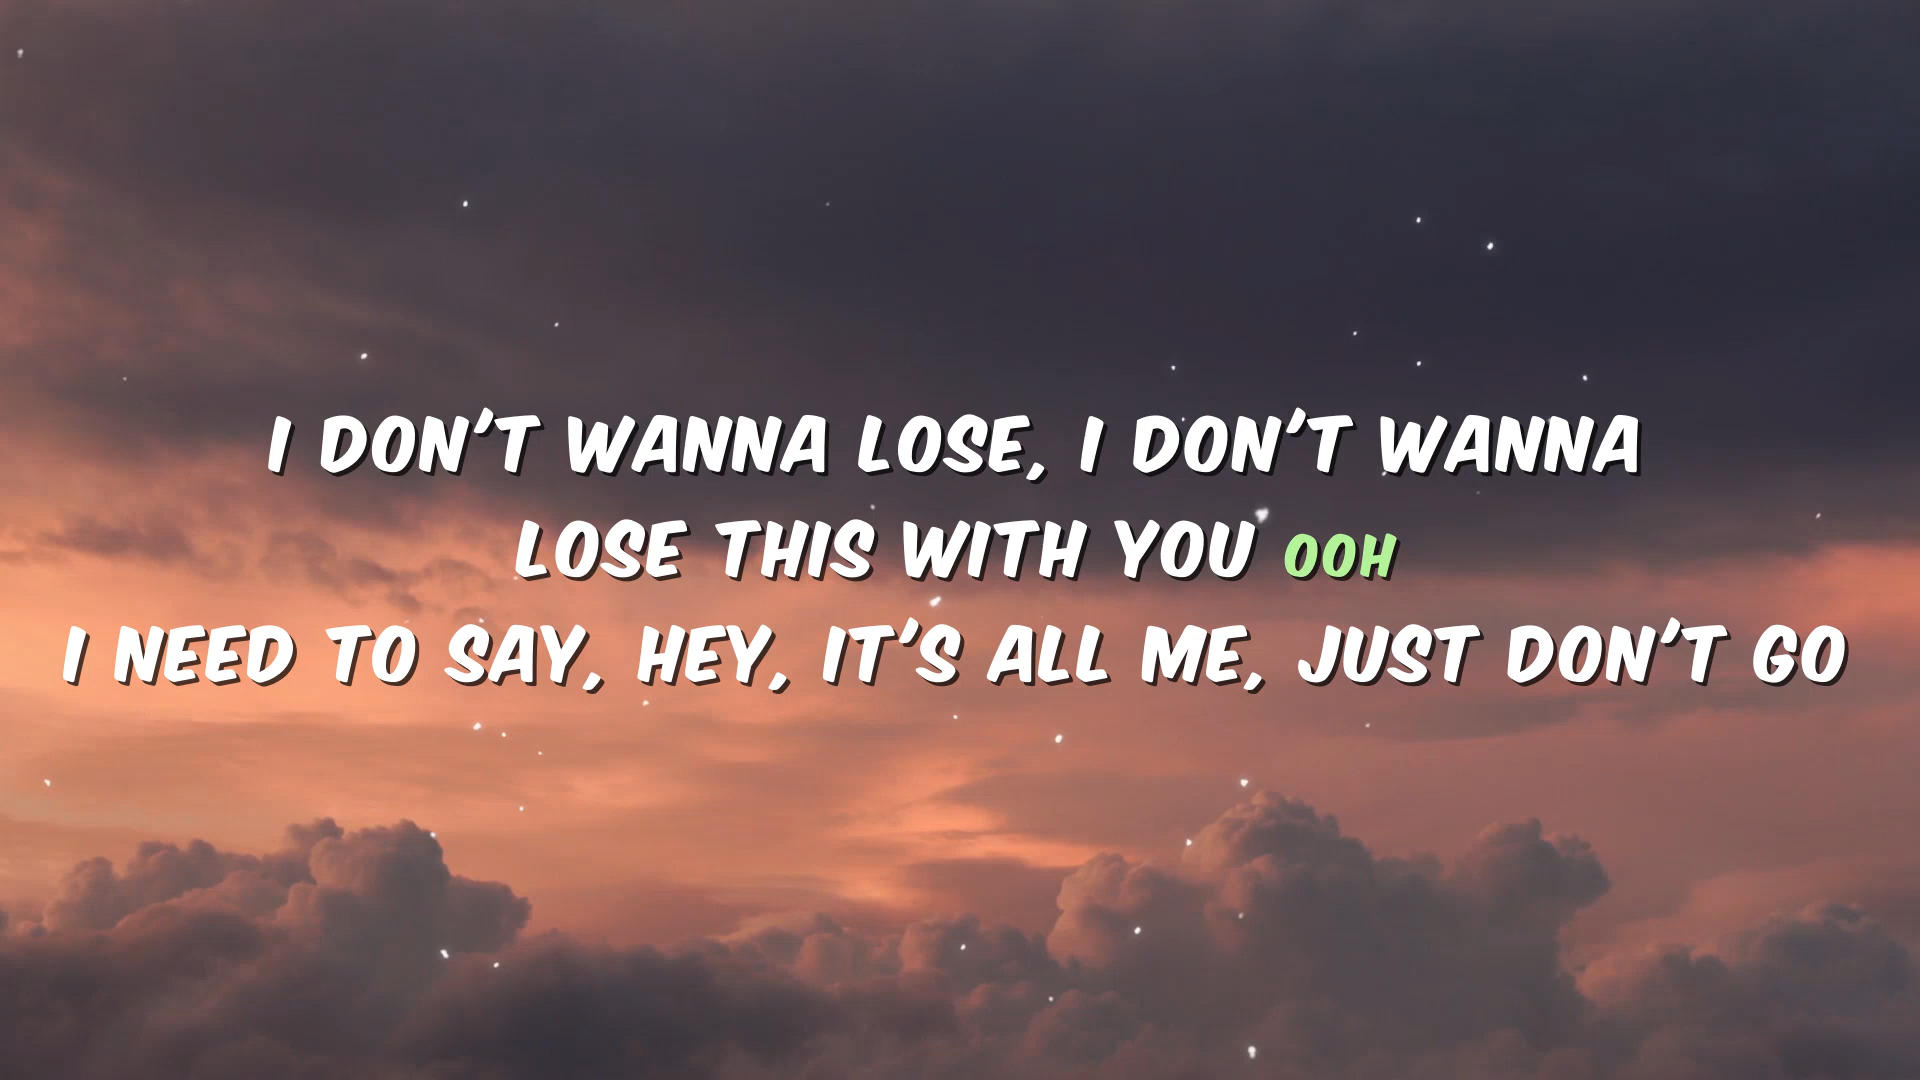 I DON'T WANNA LOSE, I DON'T WANNA
LOSE THIS WITH YOU OOH
I NEED TO SAY, HEY, IT'S ALL ME, JUST DON'T GO